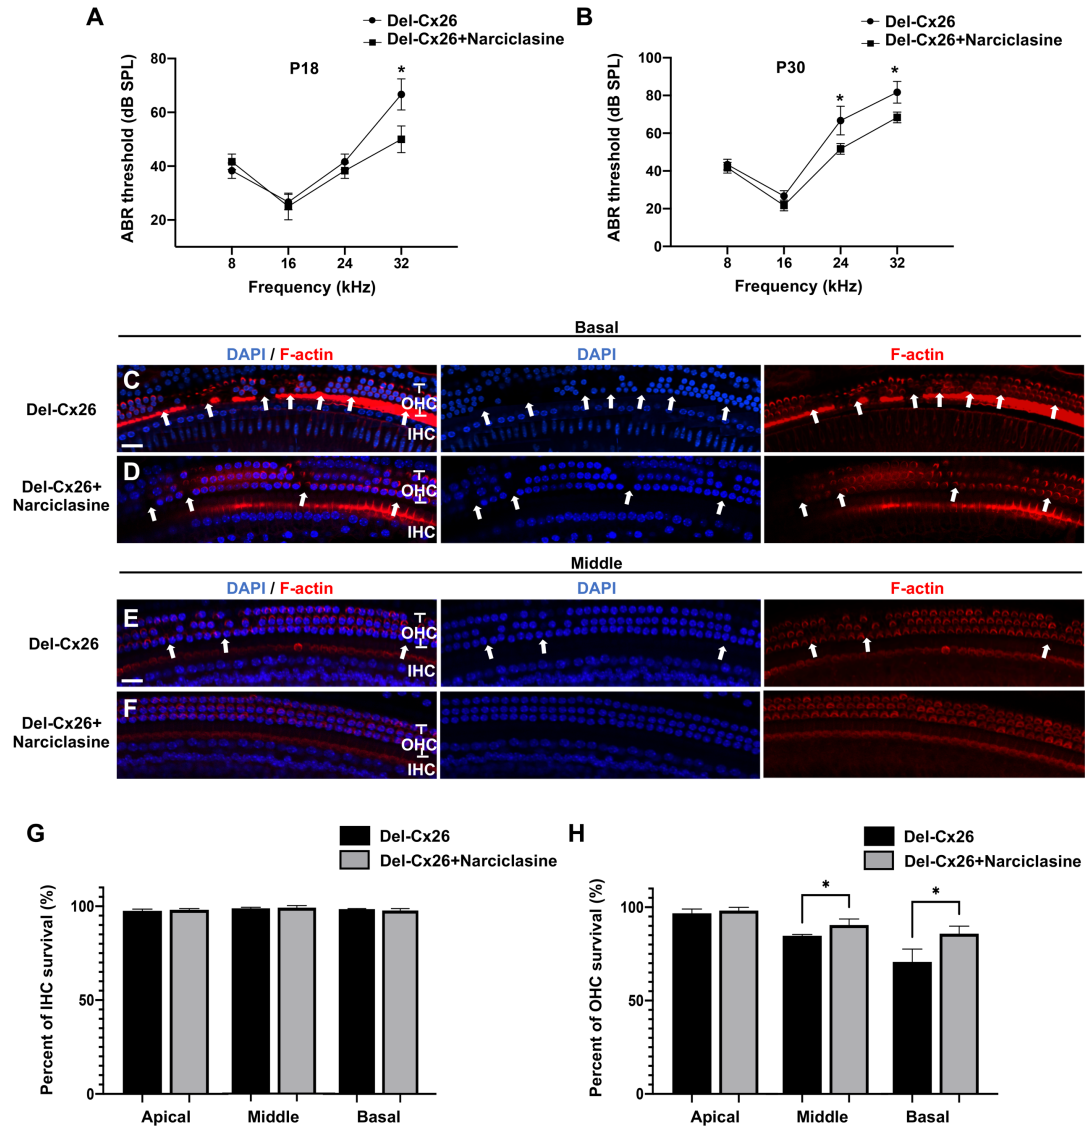 A
Del-Cx26
Del-Cx26+Narciclasine
P18
*
80
60
40
20
ABR threshold (dB SPL)
8 16 24 32
Frequency (kHz)
B
Del-Cx26
Del-Cx26+Narciclasine
P30
* *
100
80
60
40
20
0
ABR threshold (dB SPL)
8 16 24 32
Frequency (kHz)
Basal
DAPI / F-actin DAPI F-actin
Del-Cx26
C
OHC
IHC
Del-Cx26+
Narciclasine
D
OHC
IHC
Middle
DAPI / F-actin DAPI F-actin
Del-Cx26
E
OHC
IHC
Del-Cx26+
Narciclasine
F
OHC
IHC
G
Del-Cx26
Del-Cx26+Narciclasine
100
50
0
Percent of IHC survival (%)
Apical Middle Basal
H
Del-Cx26
Del-Cx26+Narciclasine
* *
100
50
0
Percent of OHC survival (%)
Apical Middle Basal